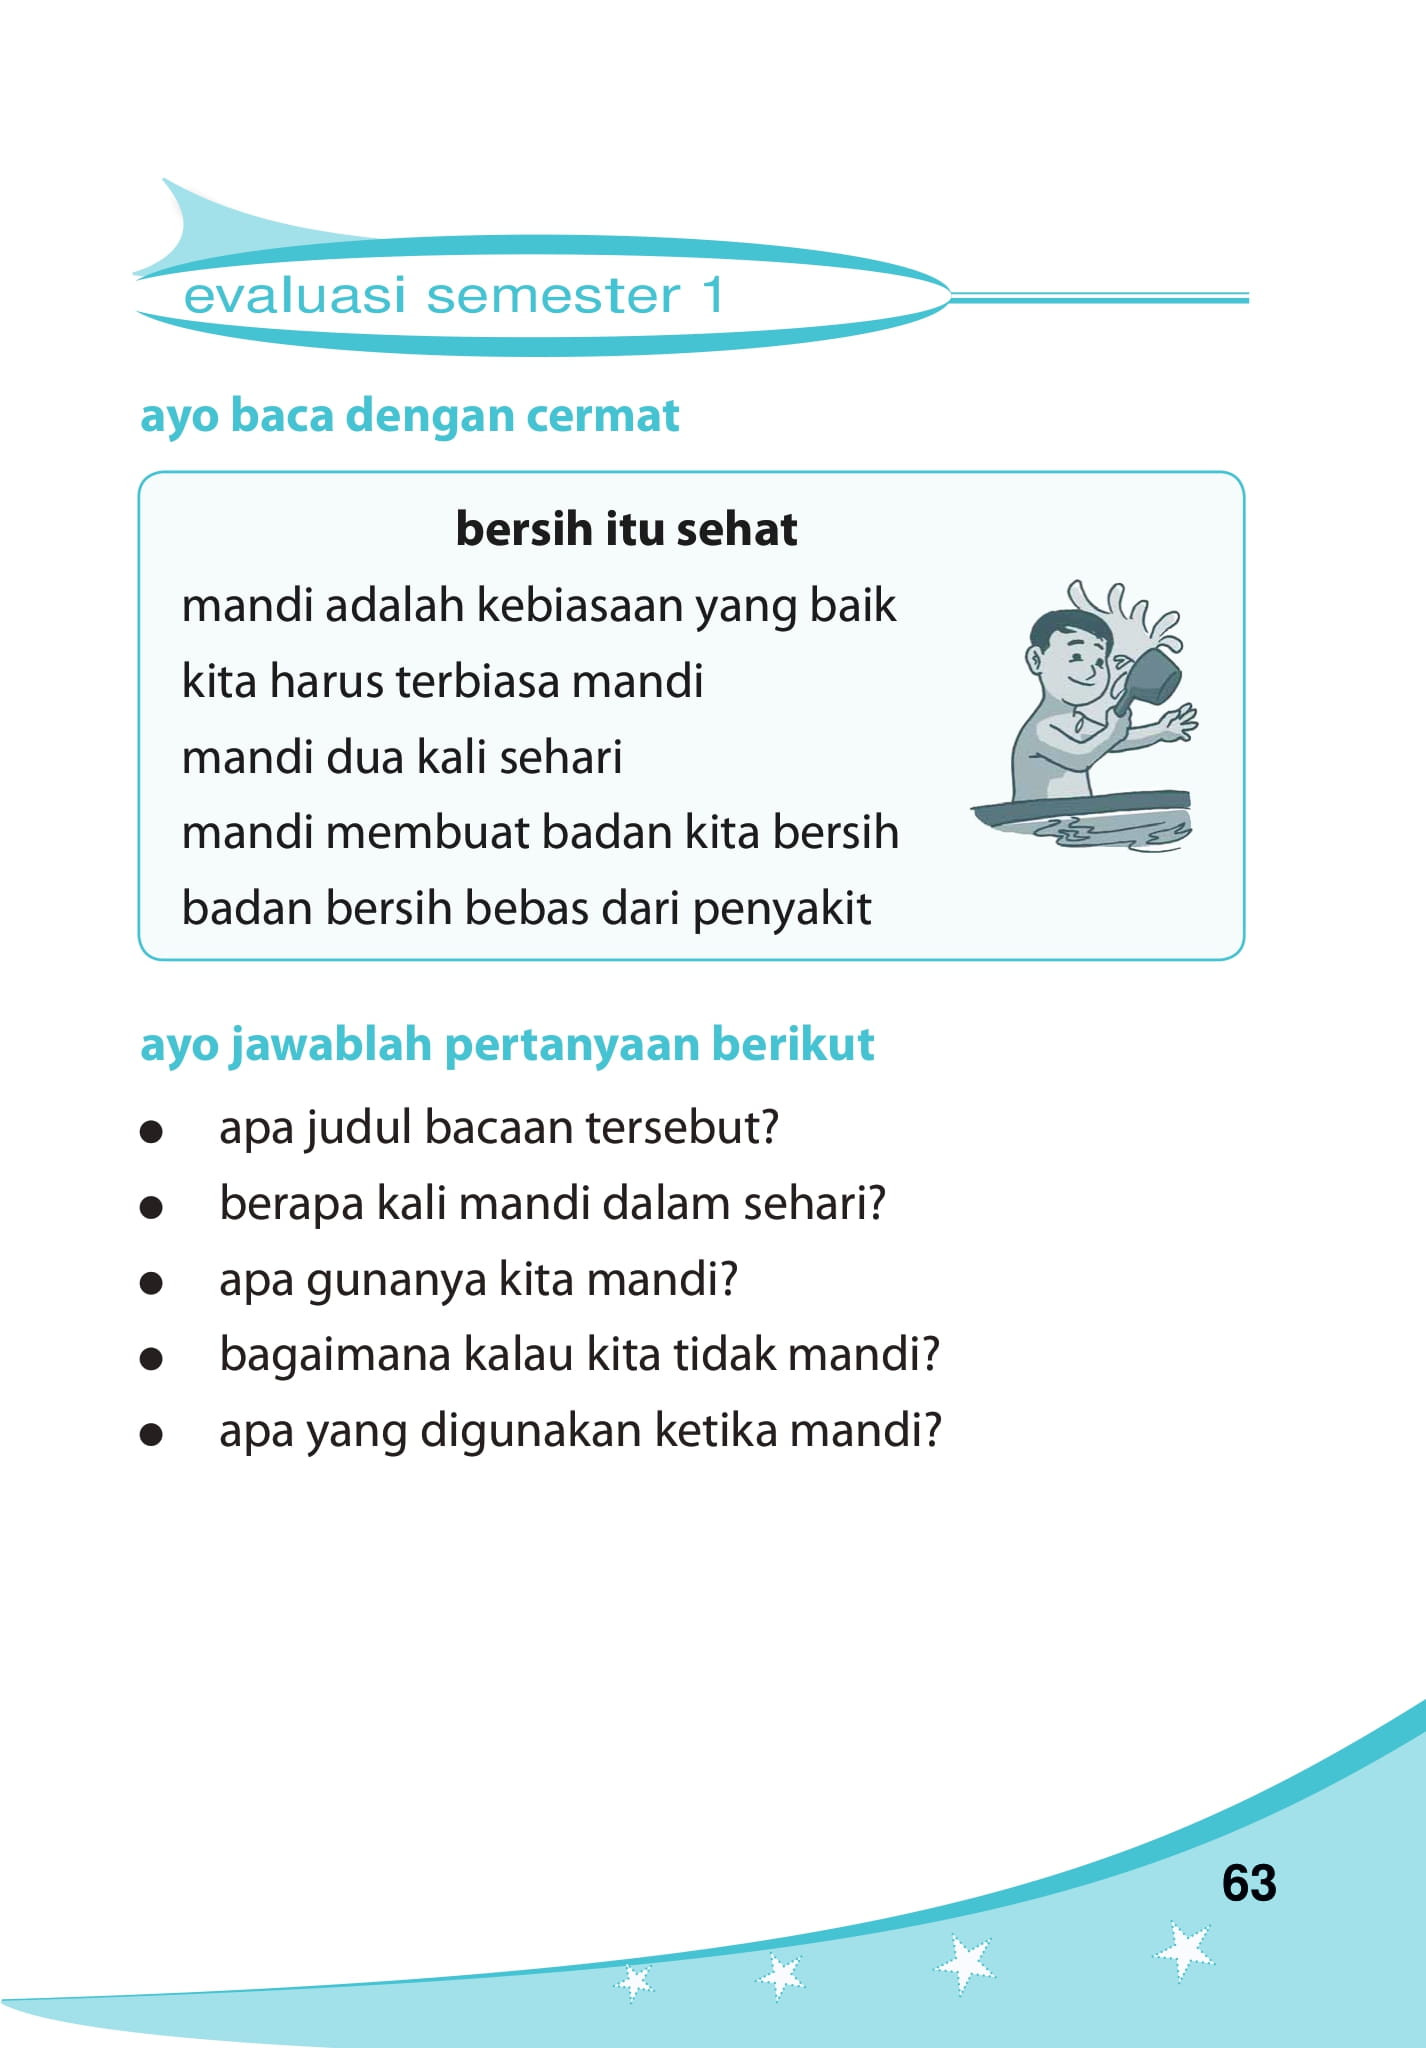 evaluasi semester 1
ayo baca dengan cermat
bersih itu sehat
mandi adalah kebiasaan yang baik
kita harus terbiasa mandi
mandi dua kali sehari
mandi membuat badan kita bersih
badan bersih bebas dari penyakit
ayo jawablah pertanyaan berikut
● apa judul bacaan tersebut?
● berapa kali mandi dalam sehari?
● apa gunanya kita mandi?
● bagaimana kalau kita tidak mandi?
● apa yang digunakan ketika mandi?
63